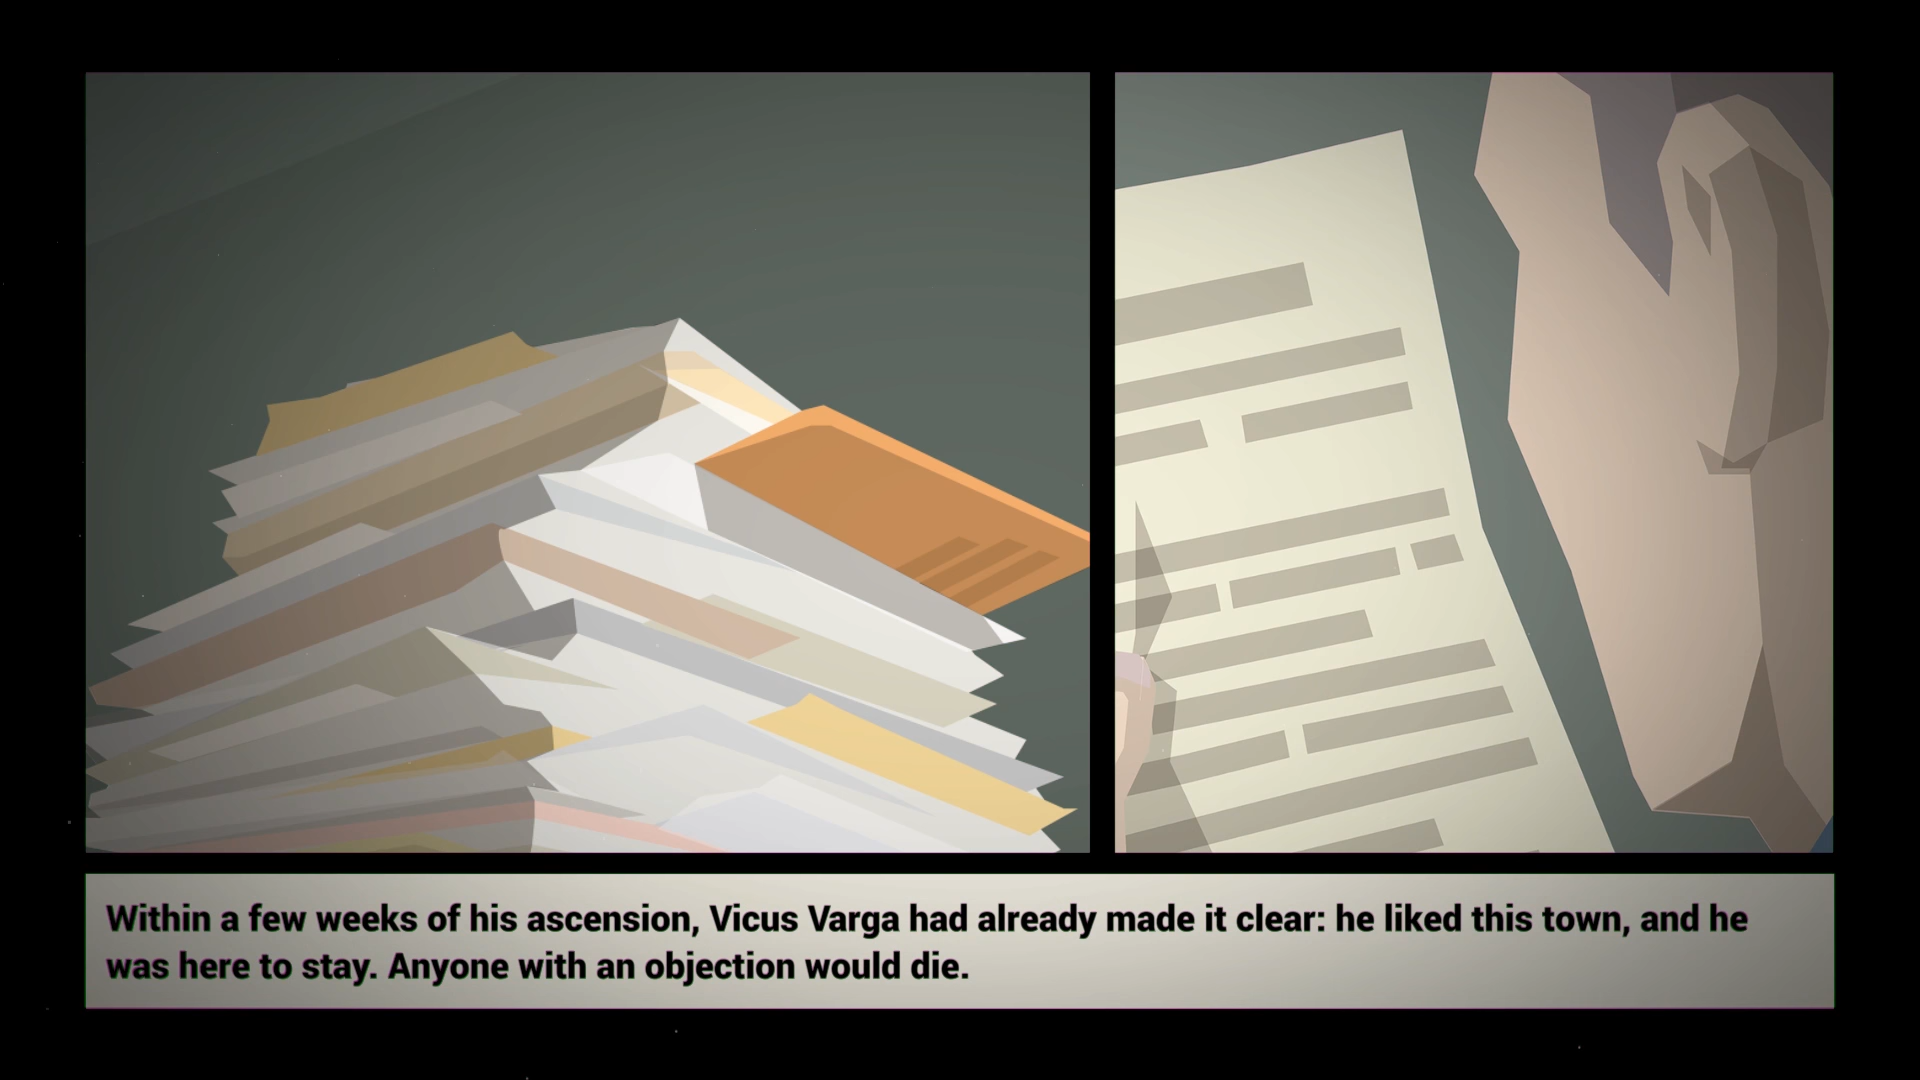 Within a few weeks of his ascension, Vicus Varga had already made it clear: he liked this town, and he
was here to stay. Anyone with an objection would die.